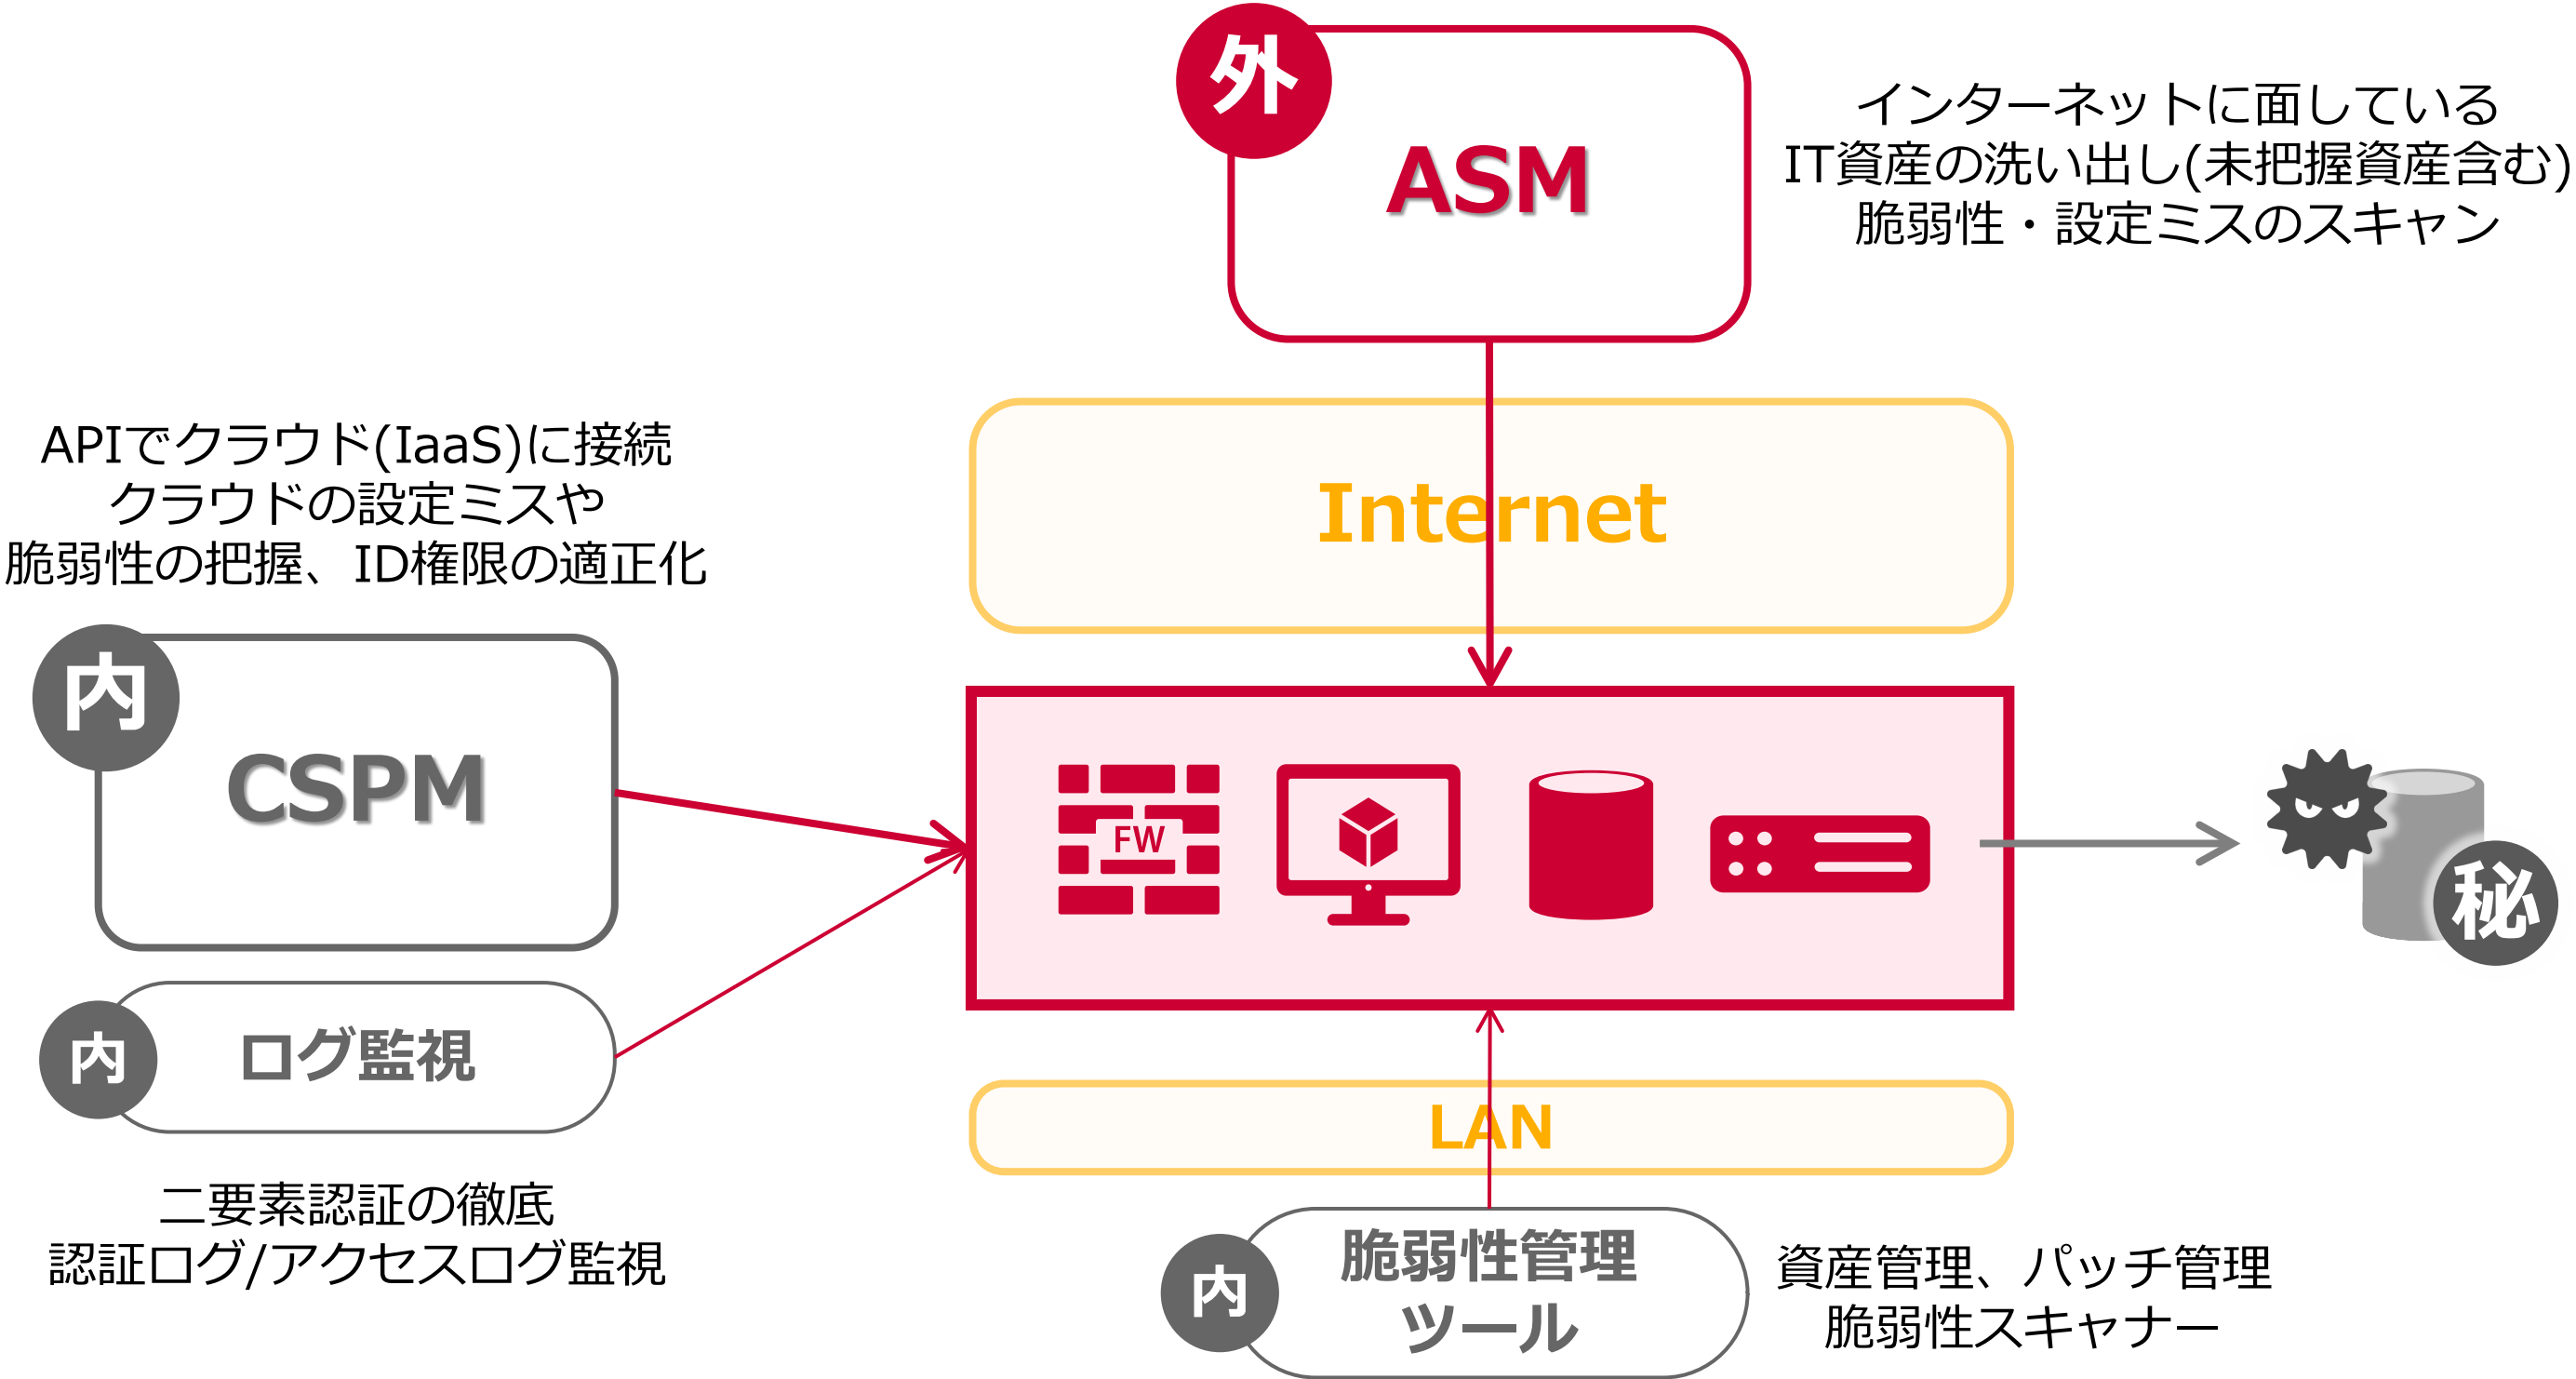 外
ASM
インターネットに面している
IT資産の洗い出し(未把握資産含む)
脆弱性・設定ミスのスキャン
APIでクラウド(IaaS)に接続
クラウドの設定ミスや
脆弱性の把握、ID権限の適正化
Internet
内
CSPM
FW
秘
内
ログ監視
LAN
二要素認証の徹底
認証ログ/アクセスログ監視
内
脆弱性管理
ツール
資産管理、パッチ管理
脆弱性スキャナー